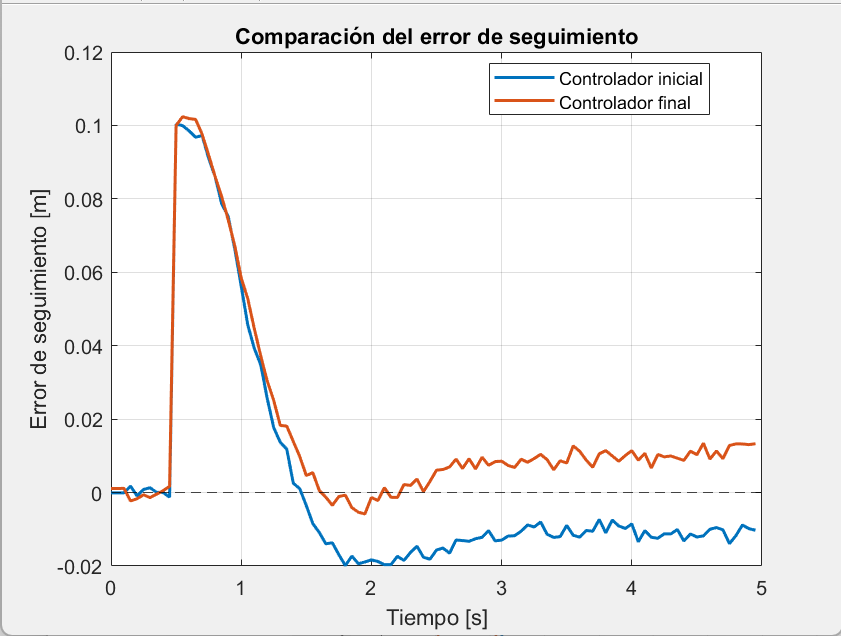 Comparación del error de seguimiento
Controlador inicial
Controlador final
Error de seguimiento [m]
0.12
0.1
0.08
0.06
0.04
0.02
0
-0.02
0 1 2 3 4 5
Tiempo [s]